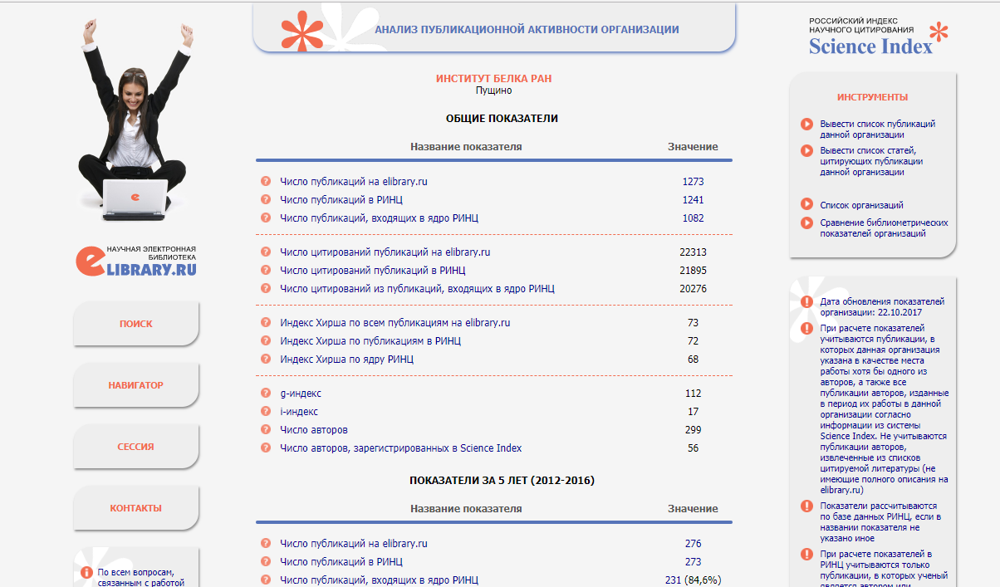 АНАЛИЗ ПУБЛИКАЦИОННОЙ АКТИВНОСТИ ОРГАНИЗАЦИИ
ИНСТИТУТ БЕЛКА РАН
Пущино
ОБЩИЕ ПОКАЗАТЕЛИ
Название показателя Значение
Число публикаций на elibrary.ru 1273
Число публикаций в РИНЦ 1241
Число публикаций, входящих в ядро РИНЦ 1082
Число цитирований публикаций на elibrary.ru 22313
Число цитирований публикаций в РИНЦ 21895
Число цитирований из публикаций, входящих в ядро РИНЦ 20276
Индекс Хирша по всем публикациям на elibrary.ru 73
Индекс Хирша по публикациям в РИНЦ 72
Индекс Хирша по ядру РИНЦ 68
g-индекс 112
i-индекс 17
Число авторов 299
Число авторов, зарегистрированных в Science Index 56
ПОКАЗАТЕЛИ ЗА 5 ЛЕТ (2012-2016)
Название показателя Значение
Число публикаций на elibrary.ru 276
Число публикаций в РИНЦ 273
Число публикаций, входящих в ядро РИНЦ 231 (84,6%)
НАУЧНАЯ ЭЛЕКТРОННАЯ
БИБЛИОТЕКА
eLIBRARY.RU
ПОИСК
НАВИГАТОР
СЕССИЯ
КОНТАКТЫ
По всем вопросам,
связанным с работой
РОССИЙСКИЙ ИНДЕКС
НАУЧНОГО ЦИТИРОВАНИЯ
Science Index
ИНСТРУМЕНТЫ
Вывести список публикаций
данной организации
Вывести список статей,
цитирующих публикации
данной организации
Список организаций
Сравнение библиометрических
показателей организаций
Дата обновления показателей
организации: 22.10.2017
При расчете показателей
учитываются публикации, в
которых данная организация
указана в качестве места
работы хотя бы одного из
авторов, а также все
публикации авторов, изданные
в период их работы в данной
организации согласно
информации из системы
Science Index. Не учитываются
публикации авторов,
извлеченные из списков
цитируемой литературы (не
имеющие полного описания на
elibrary.ru)
Показатели рассчитываются
по базе данных РИНЦ, если в
названии показателя не
указано иное
При расчете показателей в
РИНЦ учитываются только
публикации, в которых ученый
является автором или